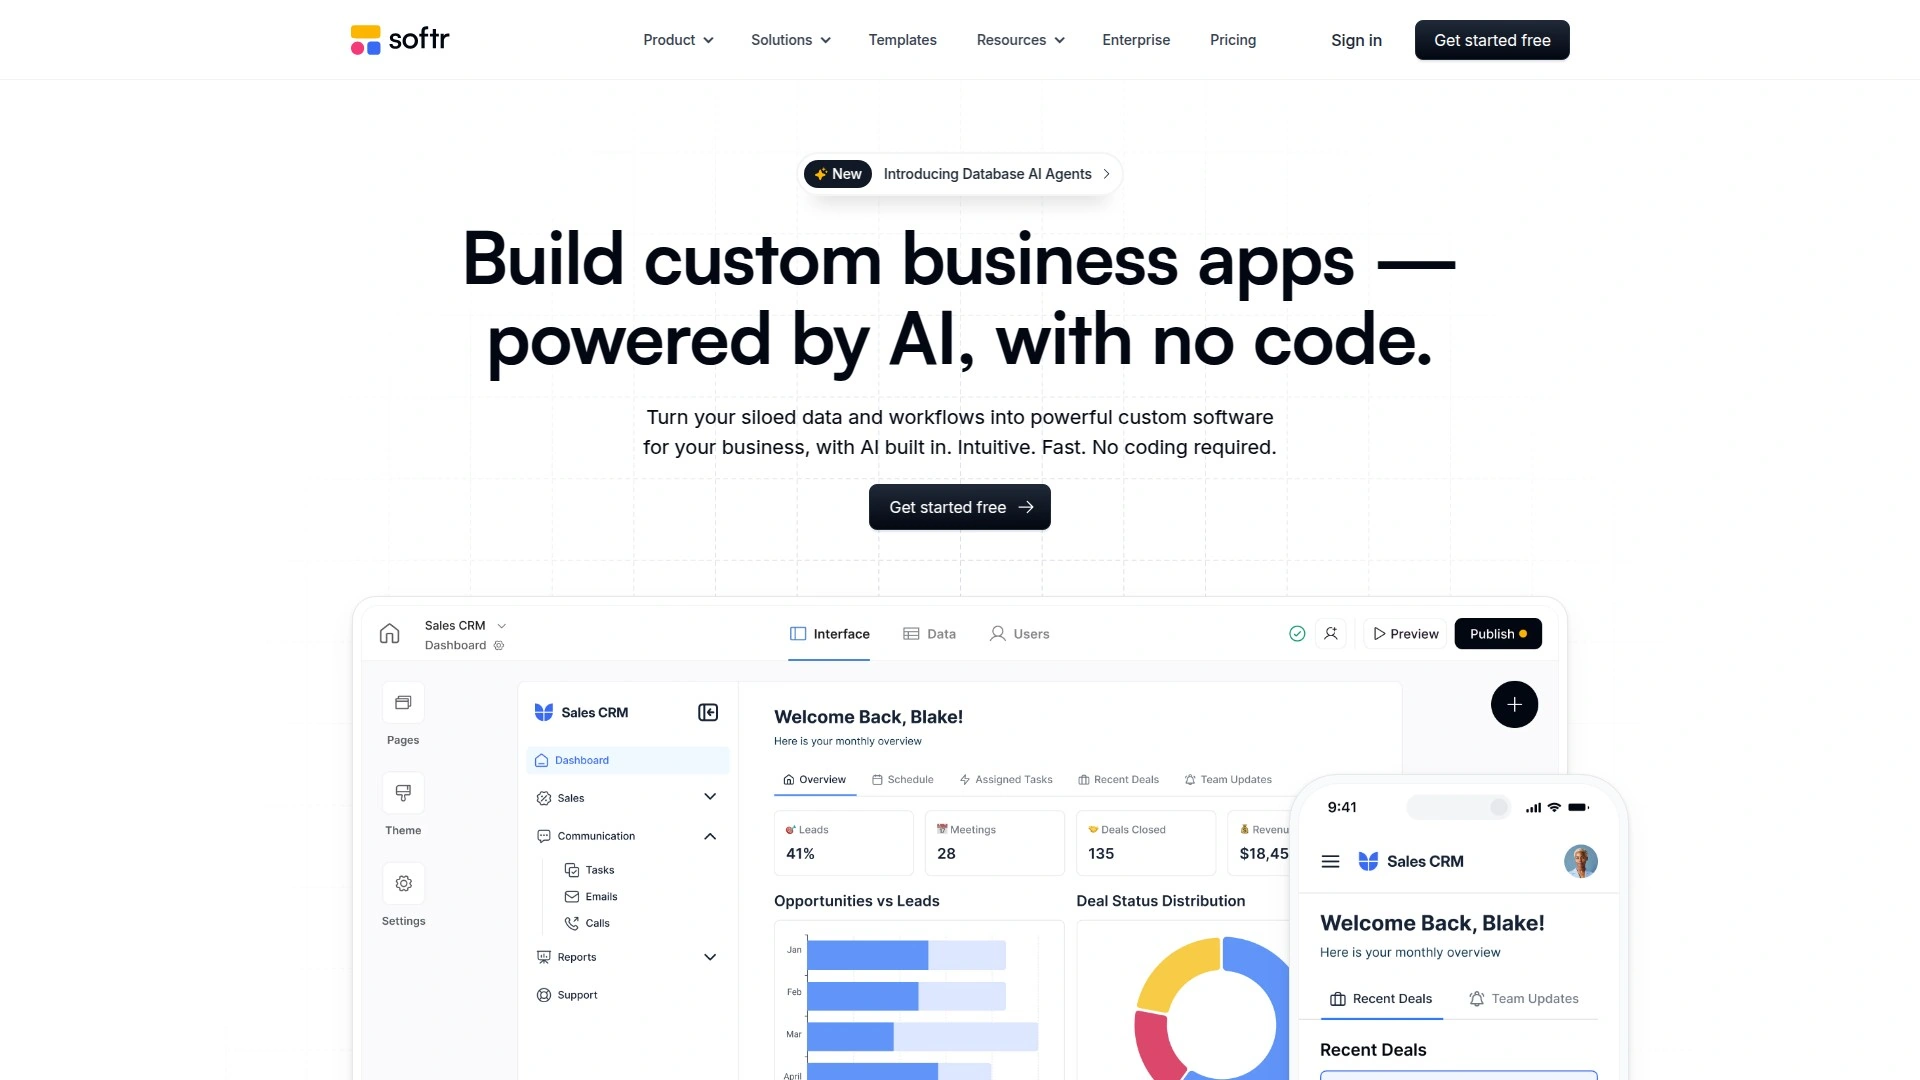 softr
Product
Solutions
Templates
Resources
Enterprise
Pricing
Sign in
Get started free
New
Introducing Database AI Agents
Build custom business apps —
powered by AI, with no code.
Turn your siloed data and workflows into powerful custom software
for your business, with AI built in. Intuitive. Fast. No coding required.
Get started free
Sales CRM
Dashboard
Interface
Data
Users
Preview
Publish
Pages
Theme
Settings
Sales CRM
Dashboard
Sales
Communication
Tasks
Emails
Calls
Reports
Support
Welcome Back, Blake!
Here is your monthly overview
Overview
Schedule
Assigned Tasks
Recent Deals
Team Updates
Leads
41%
Meetings
28
Deals Closed
135
Revenu
$18,45
Opportunities vs Leads
Jan
Feb
Mar
April
Deal Status Distribution
9:41
Sales CRM
Welcome Back, Blake!
Here is your monthly overview
Recent Deals
Team Updates
Recent Deals